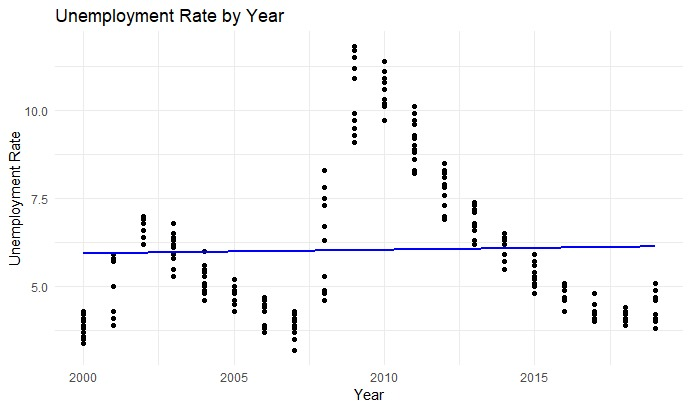 Unemployment Rate by Year
Unemployment Rate
10.0
7.5
5.0
2000 2005 2010 2015
Year